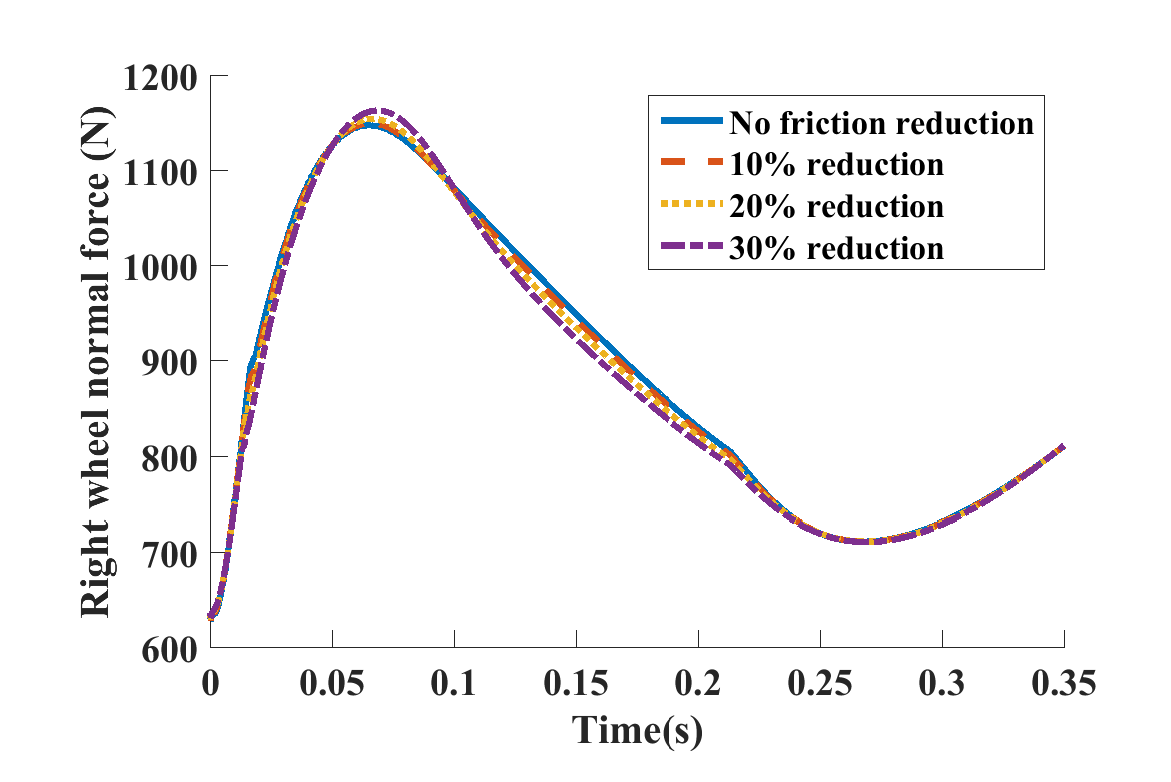 Right wheel normal force (N)
1200
1100
1000
900
800
700
600
No friction reduction
10% reduction
20% reduction
30% reduction
0 0.05 0.1 0.15 0.2 0.25 0.3 0.35
Time(s)